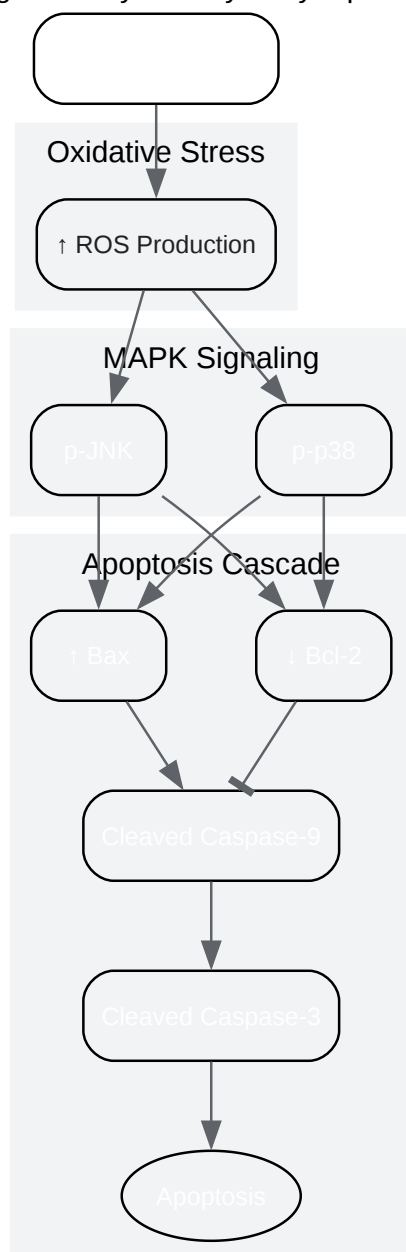 Oxidative Stress
↑ ROS Production
MAPK Signaling
p-JNK
p-p38
Apoptosis Cascade
↑ Bax
↓ Bcl-2
Cleaved Caspase-9
Cleaved Caspase-3
Apoptosis